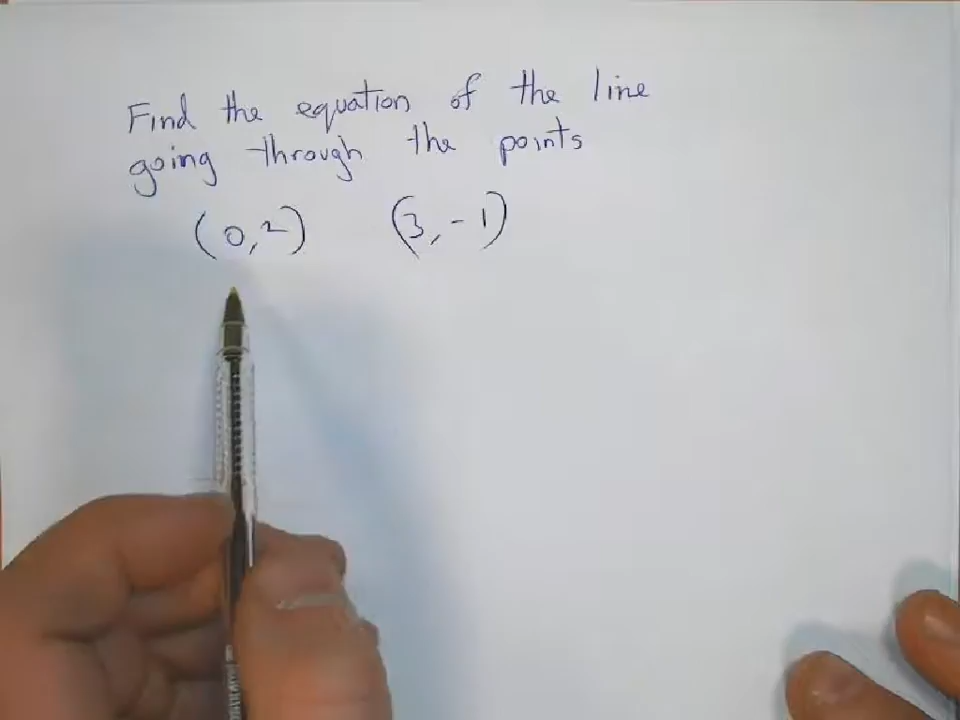 Find the equation of the line
going through the points
(0,2) (3,-1)